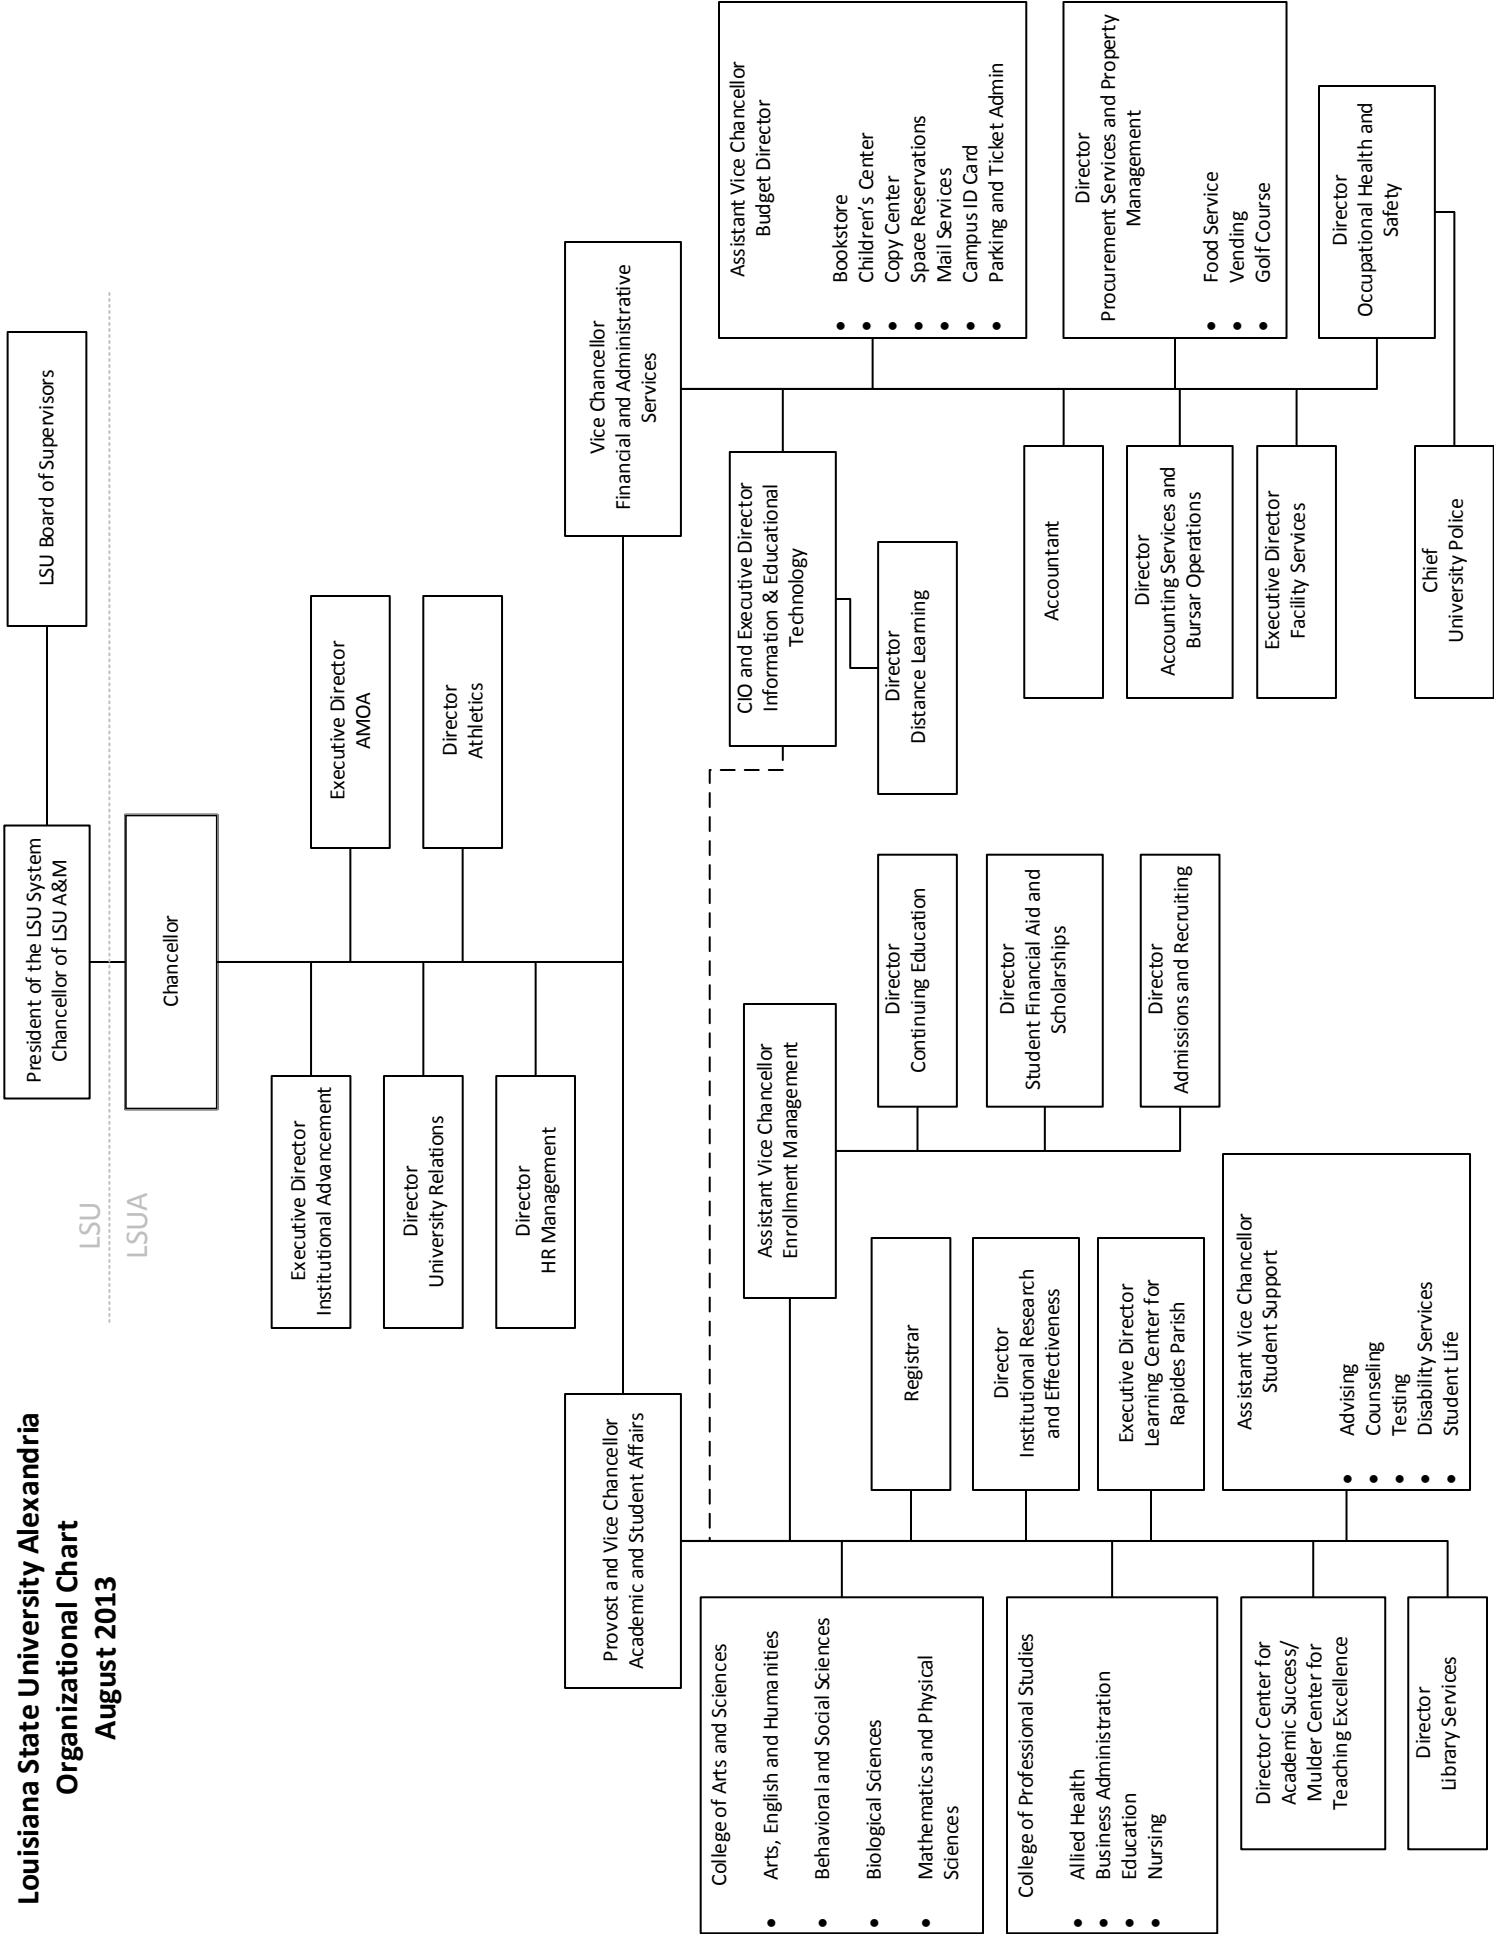 Louisiana State University Alexandria
Organizational Chart
August 2013
President of the LSU System
Chancellor of LSU A&M
LSU Board of Supervisors
LSU
LSUA
Chancellor
Executive Director
Institutional Advancement
Executive Director
AMOA
Director
University Relations
Director
Athletics
Director
HR Management
Provost and Vice Chancellor
Academic and Student Affairs
Vice Chancellor
Financial and Administrative
Services
College of Arts and Sciences
• Arts, English and Humanities
• Behavioral and Social Sciences
• Biological Sciences
• Mathematics and Physical
Sciences
College of Professional Studies
• Allied Health
• Business Administration
• Education
• Nursing
Director Center for
Academic Success/
Mulder Center for
Teaching Excellence
Director
Library Services
Assistant Vice Chancellor
Enrollment Management
Registrar
Director
Institutional Research
and Effectiveness
Executive Director
Learning Center for
Rapides Parish
Assistant Vice Chancellor
Student Support
• Advising
• Counseling
• Testing
• Disability Services
• Student Life
Director
Continuing Education
Director
Student Financial Aid and
Scholarships
Director
Admissions and Recruiting
CIO and Executive Director
Information & Educational
Technology
Director
Distance Learning
Accountant
Director
Accounting Services and
Bursar Operations
Executive Director
Facility Services
Chief
University Police
Assistant Vice Chancellor
Budget Director
• Bookstore
• Children’s Center
• Copy Center
• Space Reservations
• Mail Services
• Campus ID Card
• Parking and Ticket Admin
Director
Procurement Services and Property
Management
• Food Service
• Vending
• Golf Course
Director
Occupational Health and
Safety